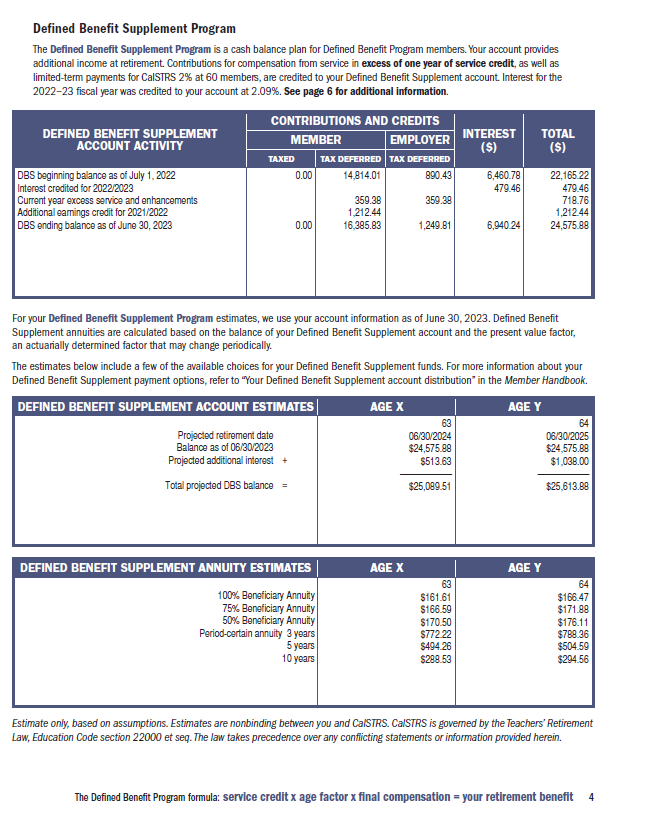 Defined Benefit Supplement Program
The Defined Benefit Supplement Program is a cash balance plan for Defined Benefit Program members. Your account provides
additional income at retirement. Contributions for compensation from service in excess of one year of service credit, as well as
limited-term payments for CalSTRS 2% at 60 members, are credited to your Defined Benefit Supplement account. Interest for the
2022–23 fiscal year was credited to your account at 2.09%. See page 6 for additional information.
DEFINED BENEFIT SUPPLEMENT
ACCOUNT ACTIVITY
CONTRIBUTIONS AND CREDITS
MEMBER EMPLOYER
TAXED TAX DEFERRED TAX DEFERRED
INTEREST
($)
TOTAL
($)
DBS beginning balance as of July 1, 2022 0.00 14,814.01 890.43 6,460.78 22,165.22
Interest credited for 2022/2023 479.46 479.46
Current year excess service and enhancements 359.38 359.38 718.76
Additional earnings credit for 2021/2022 1,212.44 1,212.44
DBS ending balance as of June 30, 2023 0.00 16,385.83 1,249.81 6,940.24 24,575.88
For your Defined Benefit Supplement Program estimates, we use your account information as of June 30, 2023. Defined Benefit
Supplement annuities are calculated based on the balance of your Defined Benefit Supplement account and the present value factor,
an actuarially determined factor that may change periodically.
The estimates below include a few of the available choices for your Defined Benefit Supplement funds. For more information about your
Defined Benefit Supplement payment options, refer to “Your Defined Benefit Supplement account distribution” in the Member Handbook.
DEFINED BENEFIT SUPPLEMENT ACCOUNT ESTIMATES AGE X AGE Y
63 64
Projected retirement date 06/30/2024 06/30/2025
Balance as of 06/30/2023 $24,575.88 $24,575.88
Projected additional interest + $513.63 $1,038.00
Total projected DBS balance = $25,089.51 $25,613.88
DEFINED BENEFIT SUPPLEMENT ANNUITY ESTIMATES AGE X AGE Y
63 64
100% Beneficiary Annuity $161.61 $166.47
75% Beneficiary Annuity $166.59 $171.88
50% Beneficiary Annuity $170.50 $176.11
Period-certain annuity 3 years $772.22 $788.36
5 years $494.26 $504.59
10 years $288.53 $294.56
Estimate only, based on assumptions. Estimates are nonbinding between you and CalSTRS. CalSTRS is governed by the Teachers’ Retirement
Law, Education Code section 22000 et seq. The law takes precedence over any conflicting statements or information provided herein.
The Defined Benefit Program formula: service credit x age factor x final compensation = your retirement benefit 4